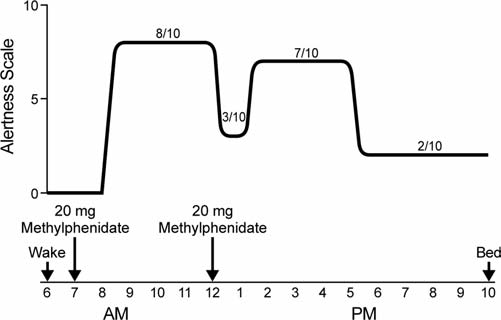 10
Alertness Scale
8/10
7/10
5
3/10
2/10
0
20 mg
Methylphenidate
20 mg
Methylphenidate
Wake
Bed
6 7 8 9 10 11 12 1 2 3 4 5 6 7 8 9 10
AM PM